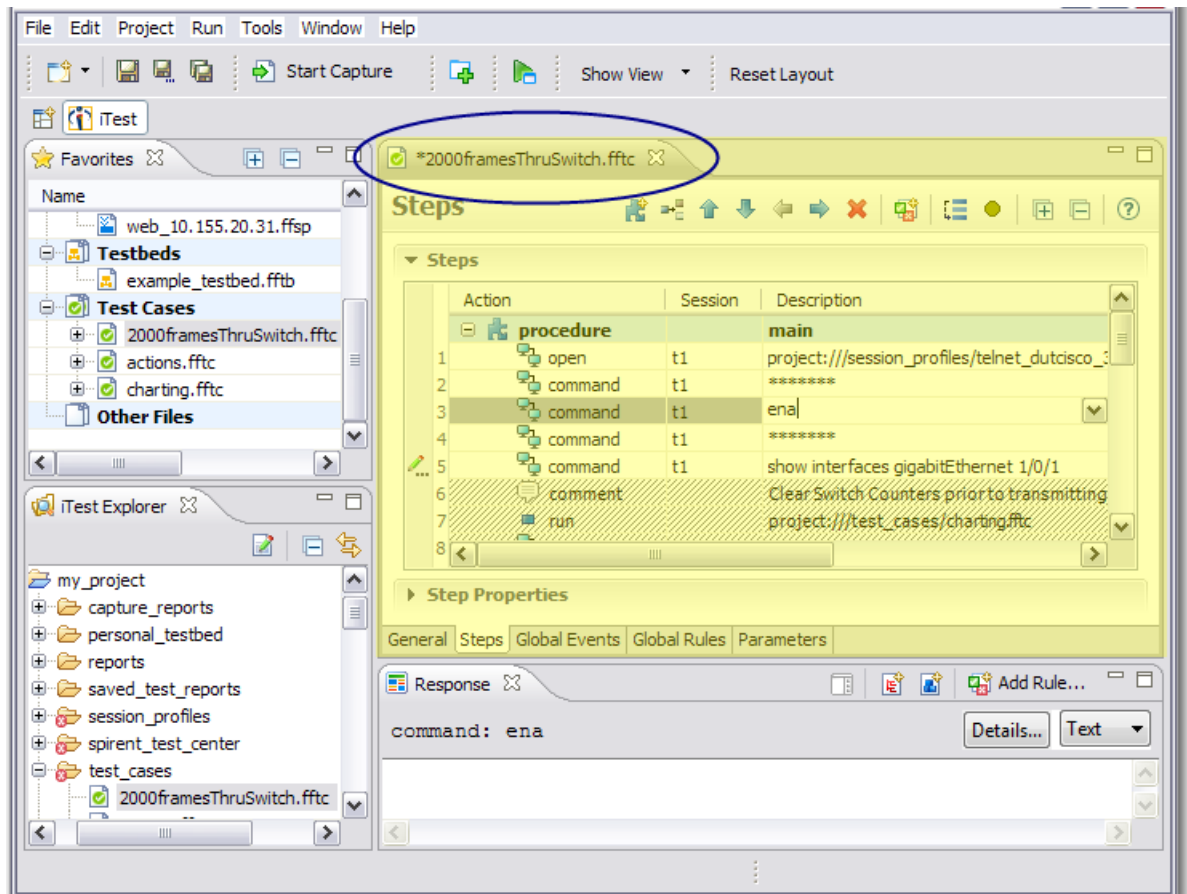 File Edit Project Run Tools Window Help
Start Capture Show View Reset Layout
iTest
Favorites
Name
web_10.155.20.31.ffsp
Testbeds
example_testbed.fftb
Test Cases
2000framesThruSwitch.fftc
actions.fftc
charting.fftc
Other Files
iTest Explorer
my_project
capture_reports
personal_testbed
reports
saved_test_reports
session_profiles
spirent_test_center
test_cases
2000framesThruSwitch.fftc
*2000framesThruSwitch.fftc
Steps
Steps
Action Session Description
procedure main
1 open t1 project:///session_profiles/telnet_dutcisco_3
2 command t1 *******
3 command t1 ena
4 command t1 *******
5 command t1 show interfaces gigabitEthernet 1/0/1
6 comment Clear Switch Counters prior to transmitting
7 run project:///test_cases/charting.fftc
8
Step Properties
General Steps Global Events Global Rules Parameters
Response Add Rule...
command: ena Details... Text